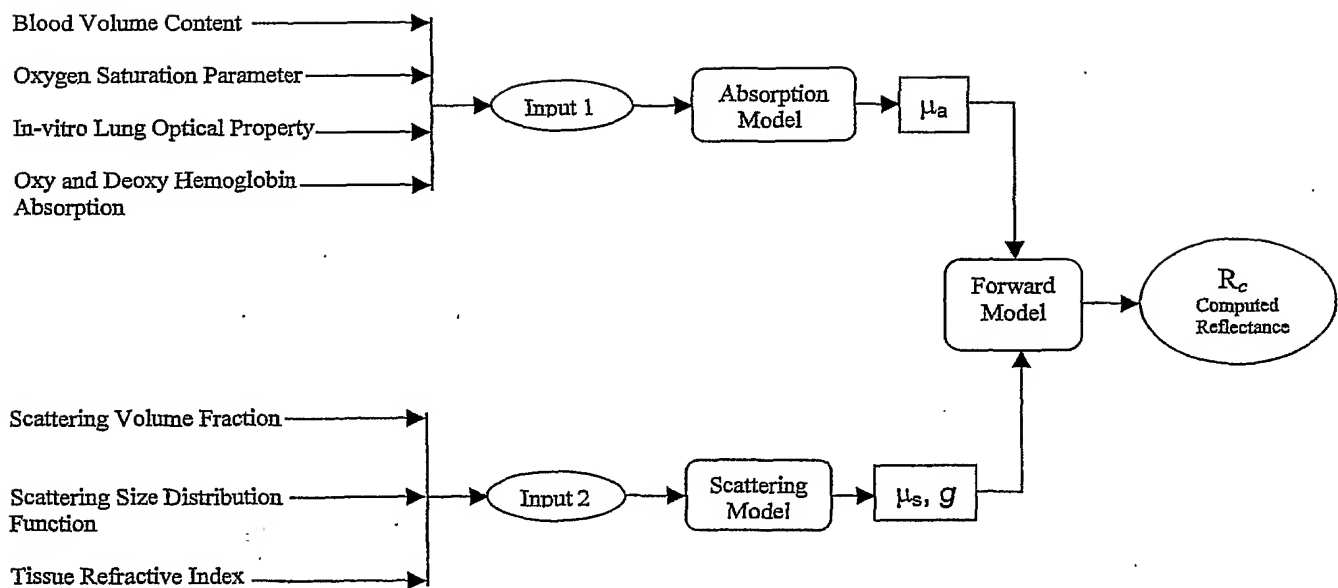 Blood Volume Content
Oxygen Saturation Parameter
In-vitro Lung Optical Property
Oxy and Deoxy Hemoglobin
Absorption
Input 1
Absorption
Model
μa
Forward
Model
Rc
Computed
Reflectance
Scattering Volume Fraction
Scattering Size Distribution
Function
Tissue Refractive Index
Input 2
Scattering
Model
μs, g